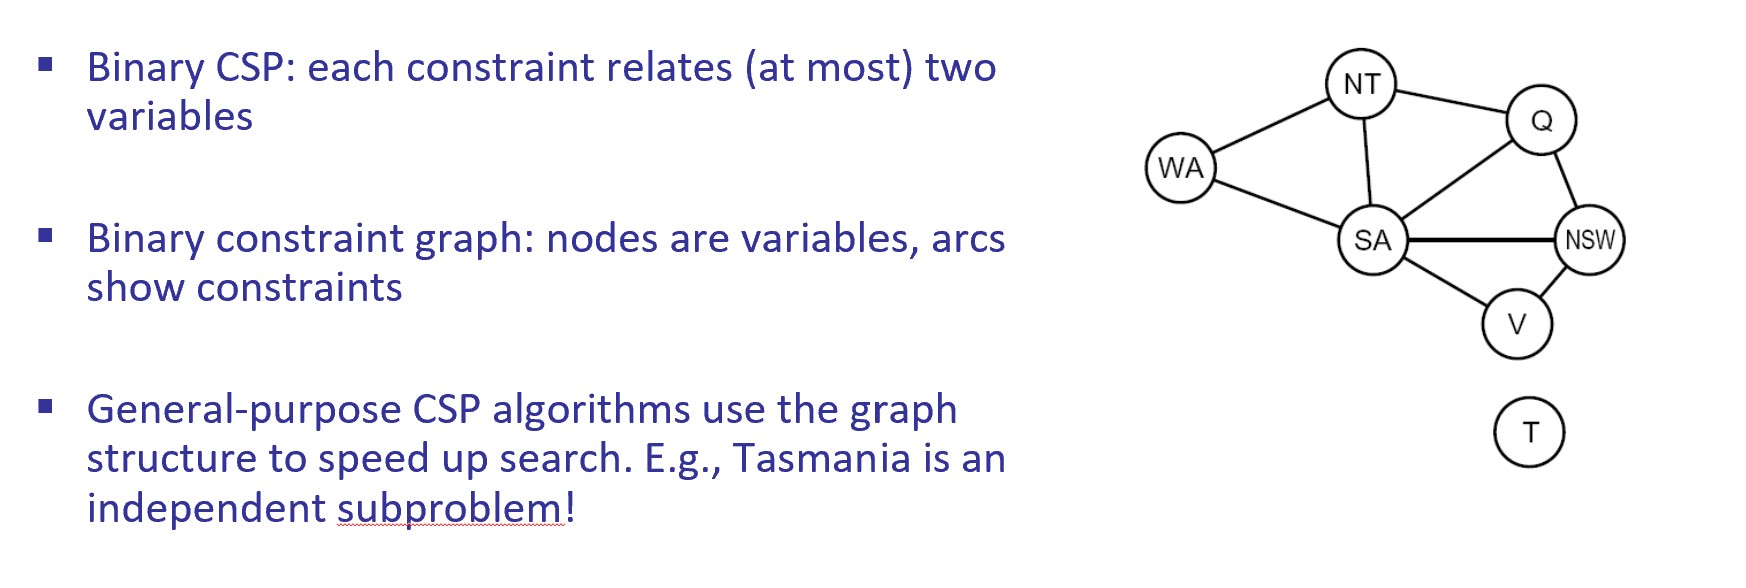 ▪ Binary CSP: each constraint relates (at most) two
variables
▪ Binary constraint graph: nodes are variables, arcs
show constraints
▪ General-purpose CSP algorithms use the graph
structure to speed up search. E.g., Tasmania is an
independent subproblem!
NT
Q
WA
SA
NSW
V
T